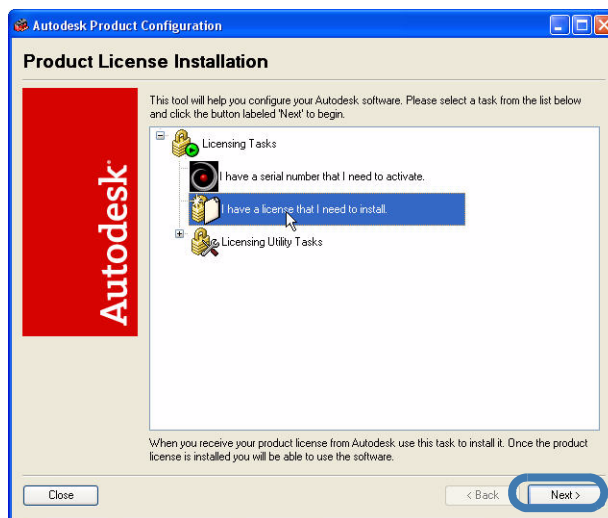 Autodesk Product Configuration
Product License Installation
This tool will help you configure your Autodesk software. Please select a task from the list below
and click the button labeled 'Next' to begin.
Autodesk
Licensing Tasks
I have a serial number that I need to activate.
I have a license that I need to install.
Licensing Utility Tasks
When you receive your product license from Autodesk use this task to install it. Once the product
license is installed you will be able to use the software.
Close
< Back
Next >